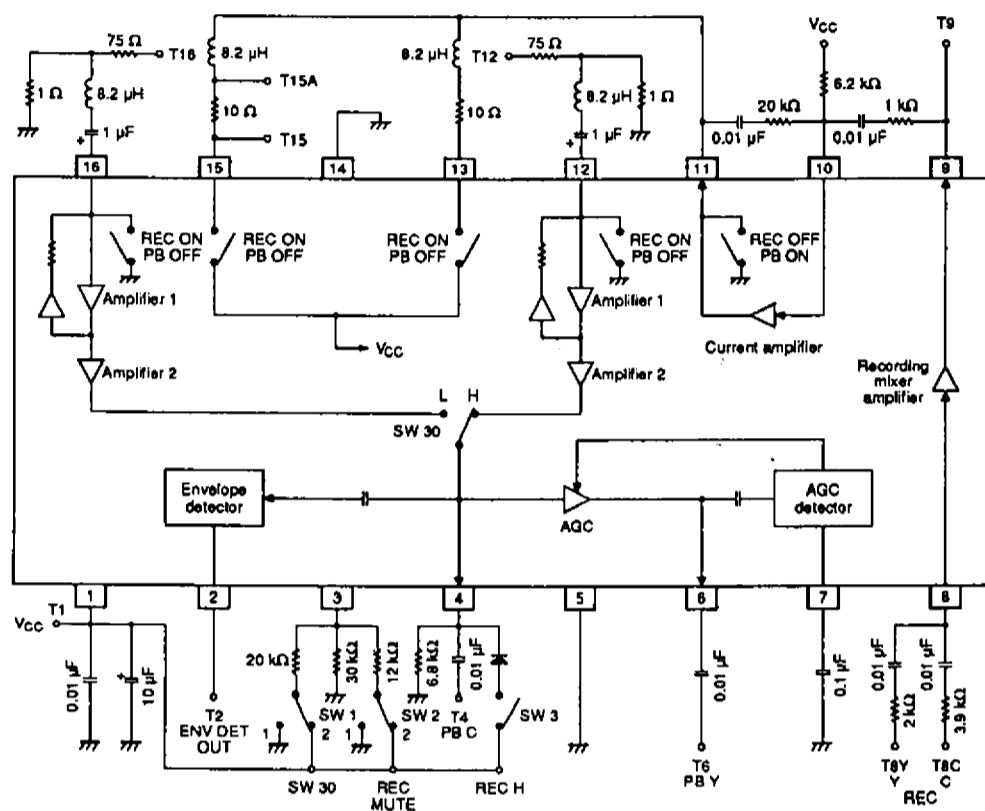 VCC
T9
75 Ω
T16
8.2 μH
8.2 μH
T12
75 Ω
6.2 kΩ
1 Ω
8.2 μH
T15A
10 Ω
10 Ω
8.2 μH
1 Ω
20 kΩ
1 kΩ
+
1 μF
T15
+
1 μF
0.01 μF
0.01 μF
16
15
14
13
12
11
10
9
REC ON
PB OFF
REC ON
PB OFF
REC ON
PB OFF
REC ON
PB OFF
REC OFF
PB ON
Amplifier 1
Amplifier 1
VCC
Current amplifier
Amplifier 2
Amplifier 2
Recording
mixer
amplifier
L
H
SW 30
Envelope
detector
AGC
AGC
detector
1
2
3
4
5
6
7
8
T1
VCC
0.01 μF
+
10 μF
T2
ENV DET
OUT
20 kΩ
30 kΩ
12 kΩ
6.8 kΩ
0.01 μF
SW 1
SW 2
T4
PB C
SW 3
1
2
1
2
SW 30
REC
MUTE
REC H
0.01 μF
T6
PB Y
0.1 μF
0.01 μF
0.01 μF
2 kΩ
3.9 kΩ
T8Y
Y
T8C
C
REC